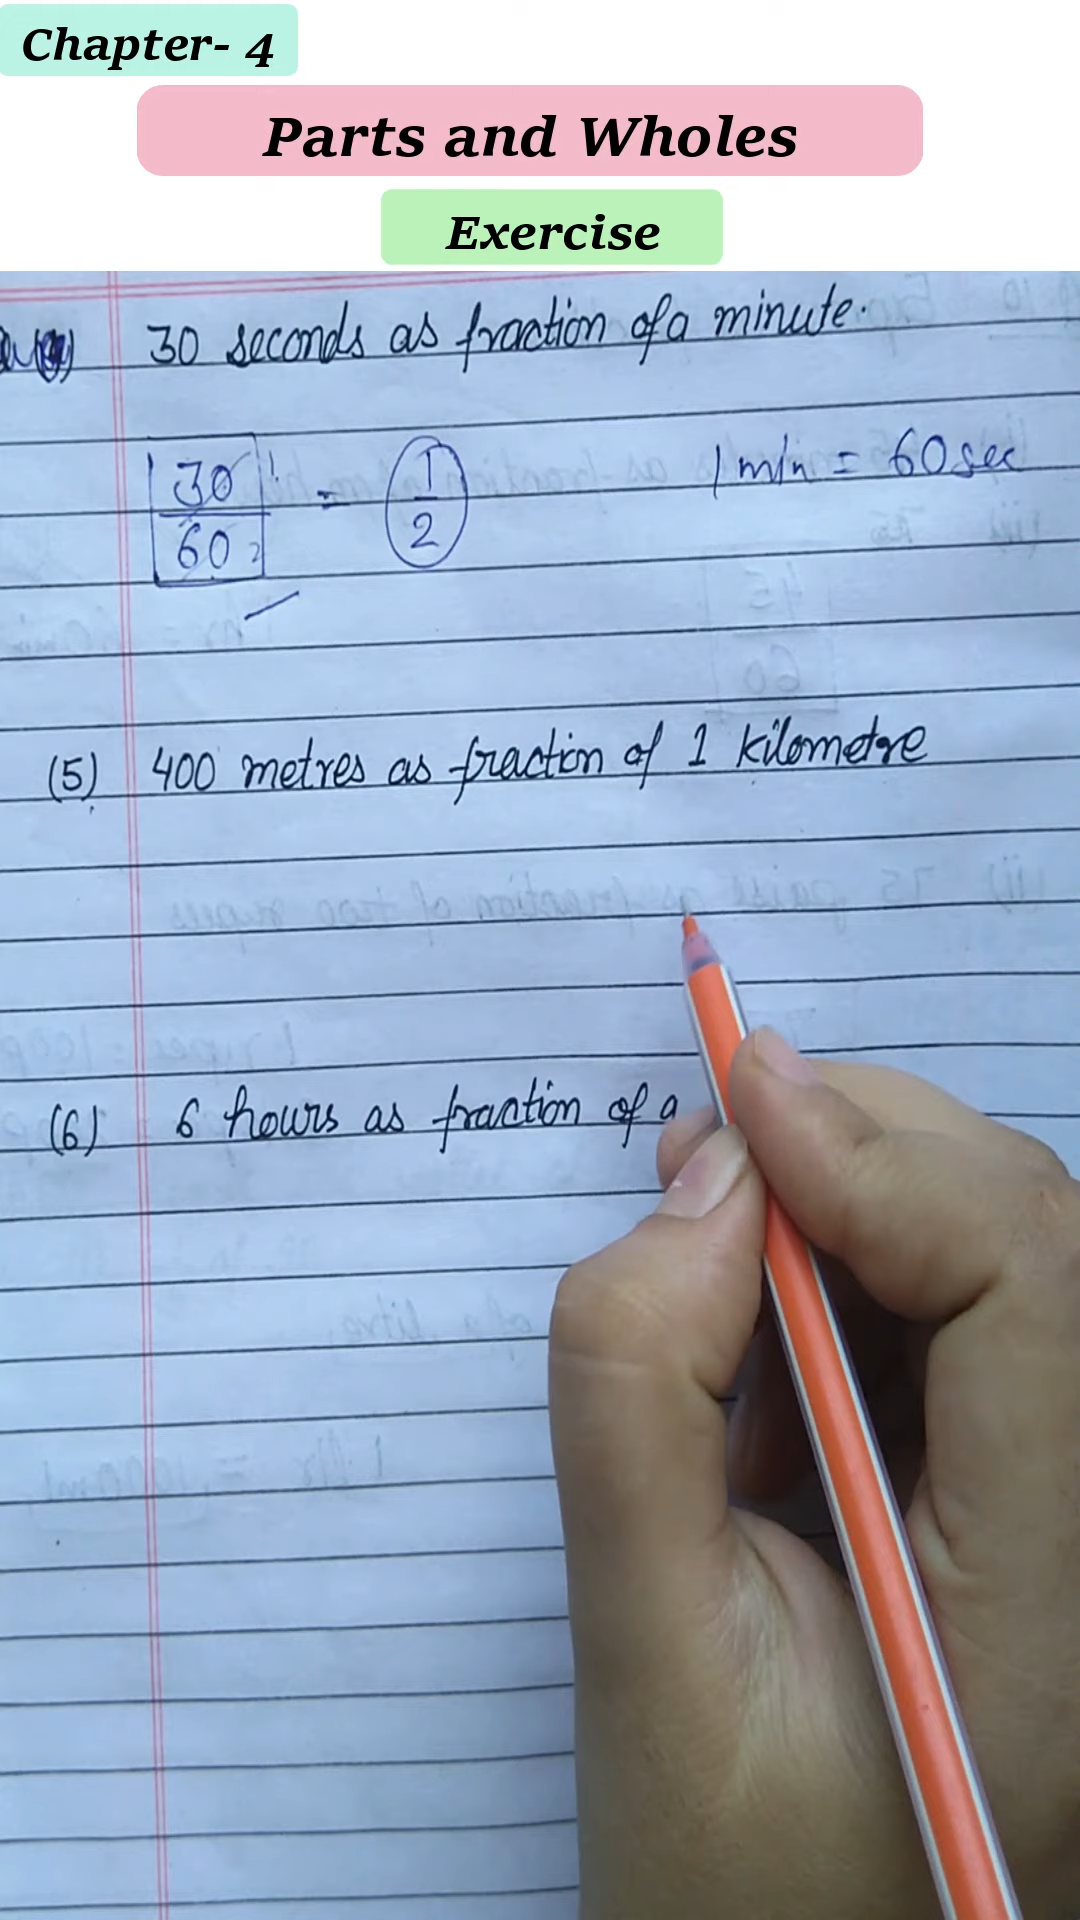 Chapter- 4
Parts and Wholes
Exercise
30 seconds as fraction of a minute.
30
60
= 1
2
1 min = 60 sec
(5) 400 metres as fraction of 1 kilometre
(6) 6 hours as fraction of a